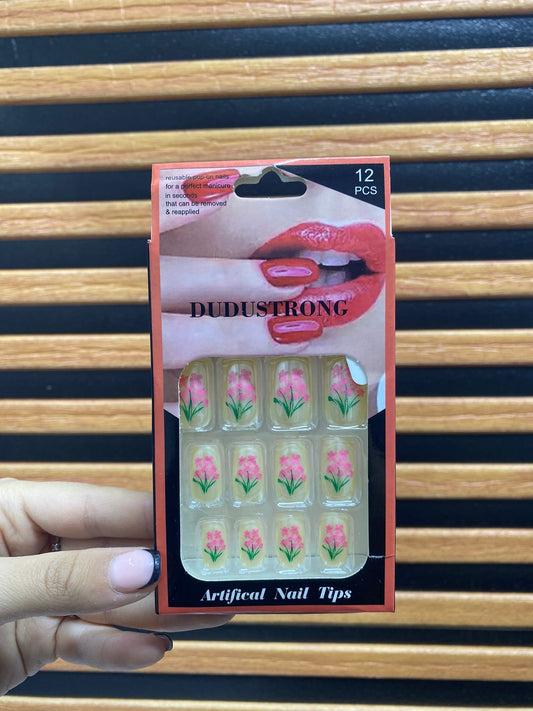 reusable pop-on nails
for a perfect manicure
in seconds
that can be removed
& reapplied
12
PCS
DUDUSTRONG
Artifical Nail Tips